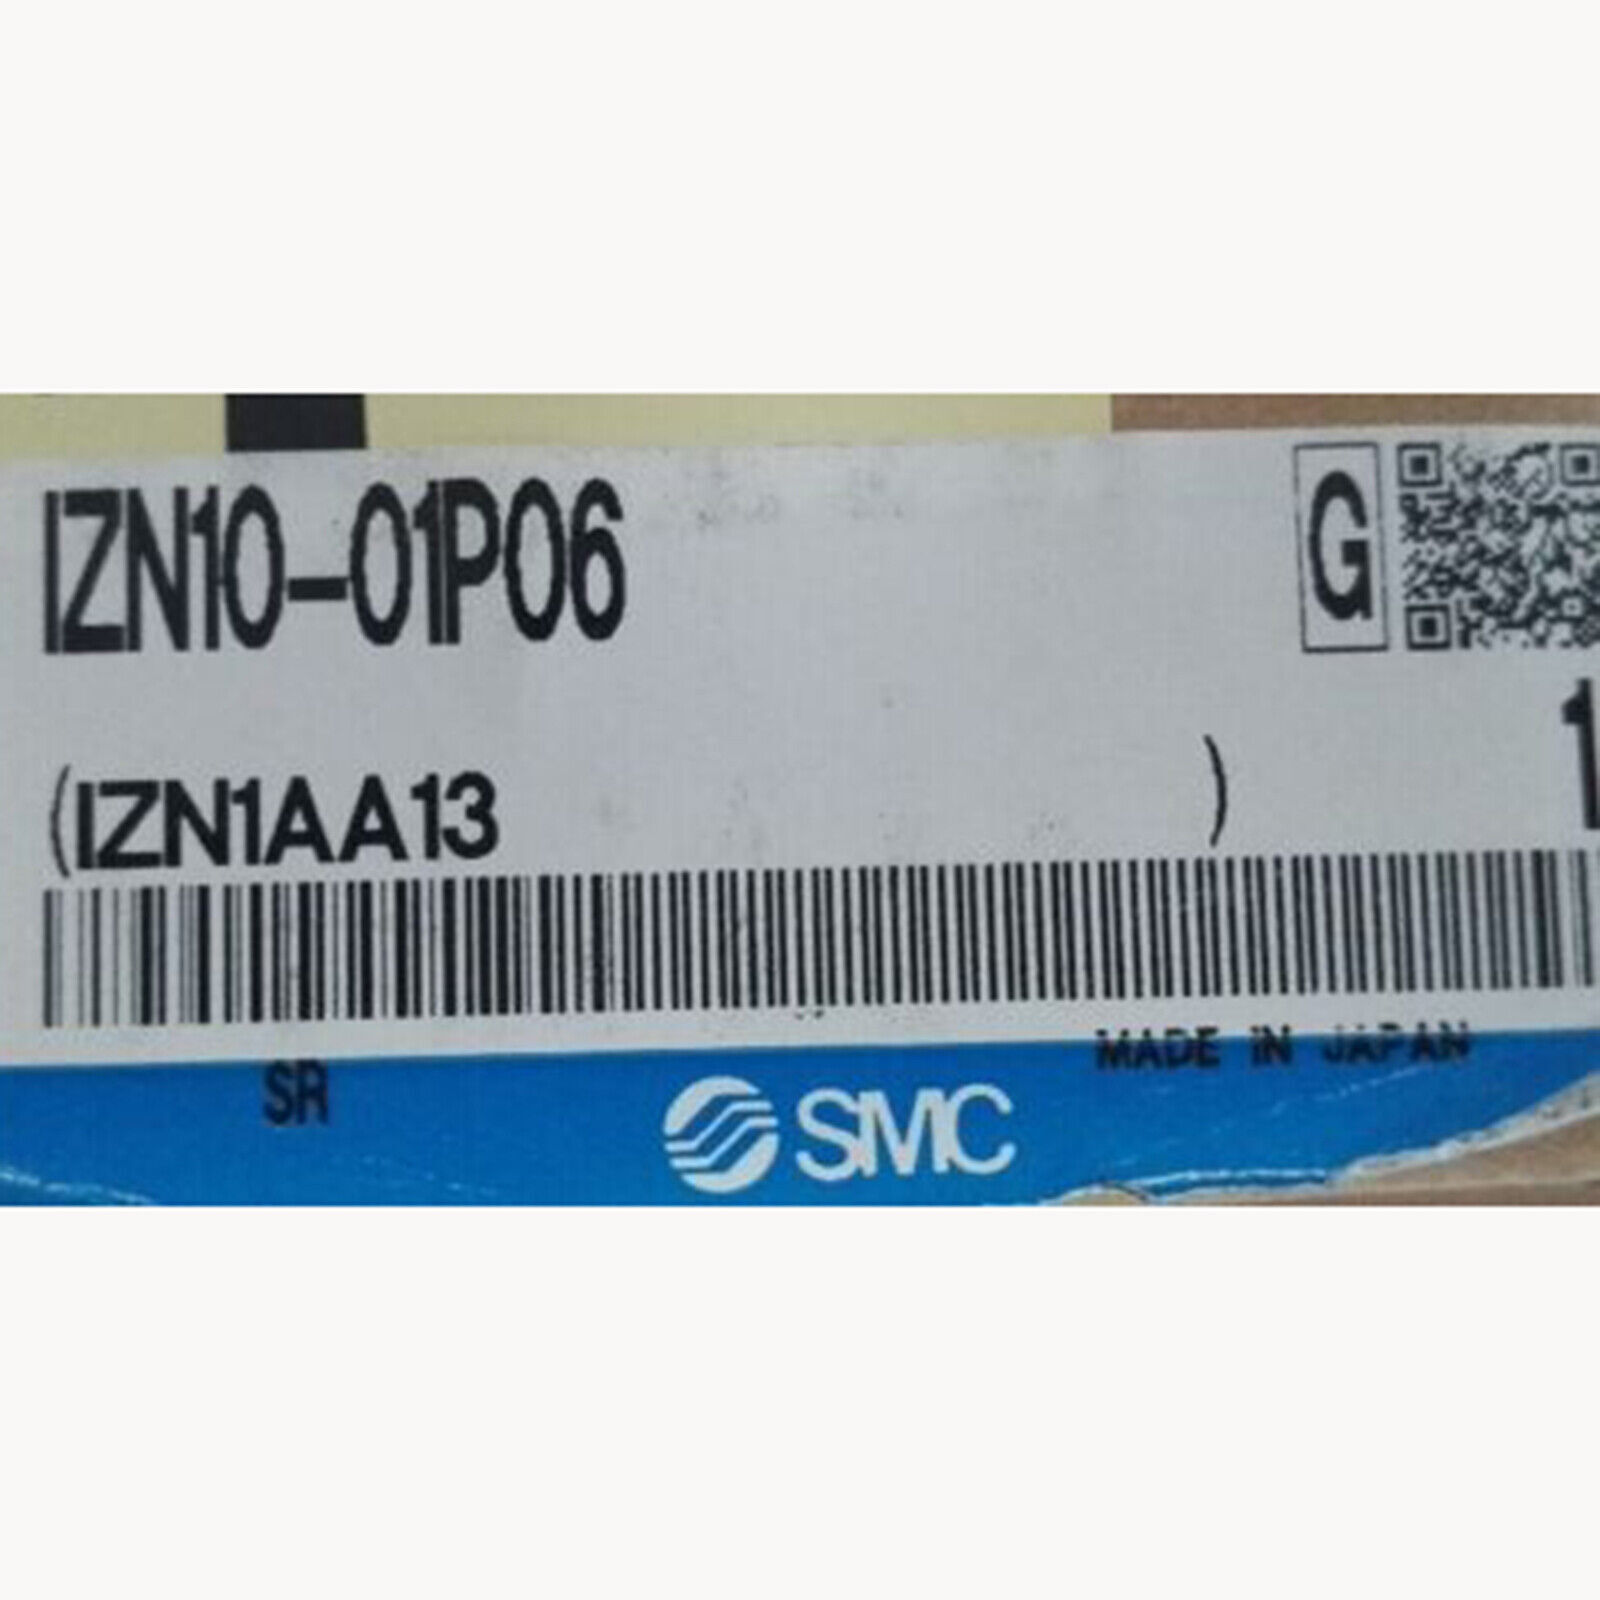 IZN10-01P06
G
1
(IZN1AA13 )
MADE IN JAPAN
SR
SMC